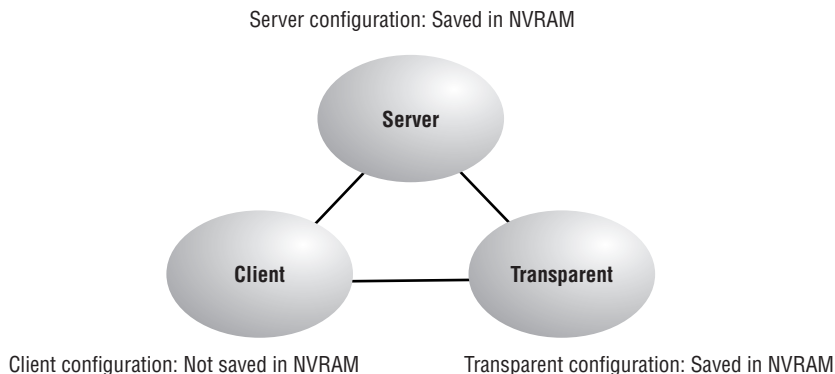 Server configuration: Saved in NVRAM
Server
Client
Transparent
Client configuration: Not saved in NVRAM
Transparent configuration: Saved in NVRAM